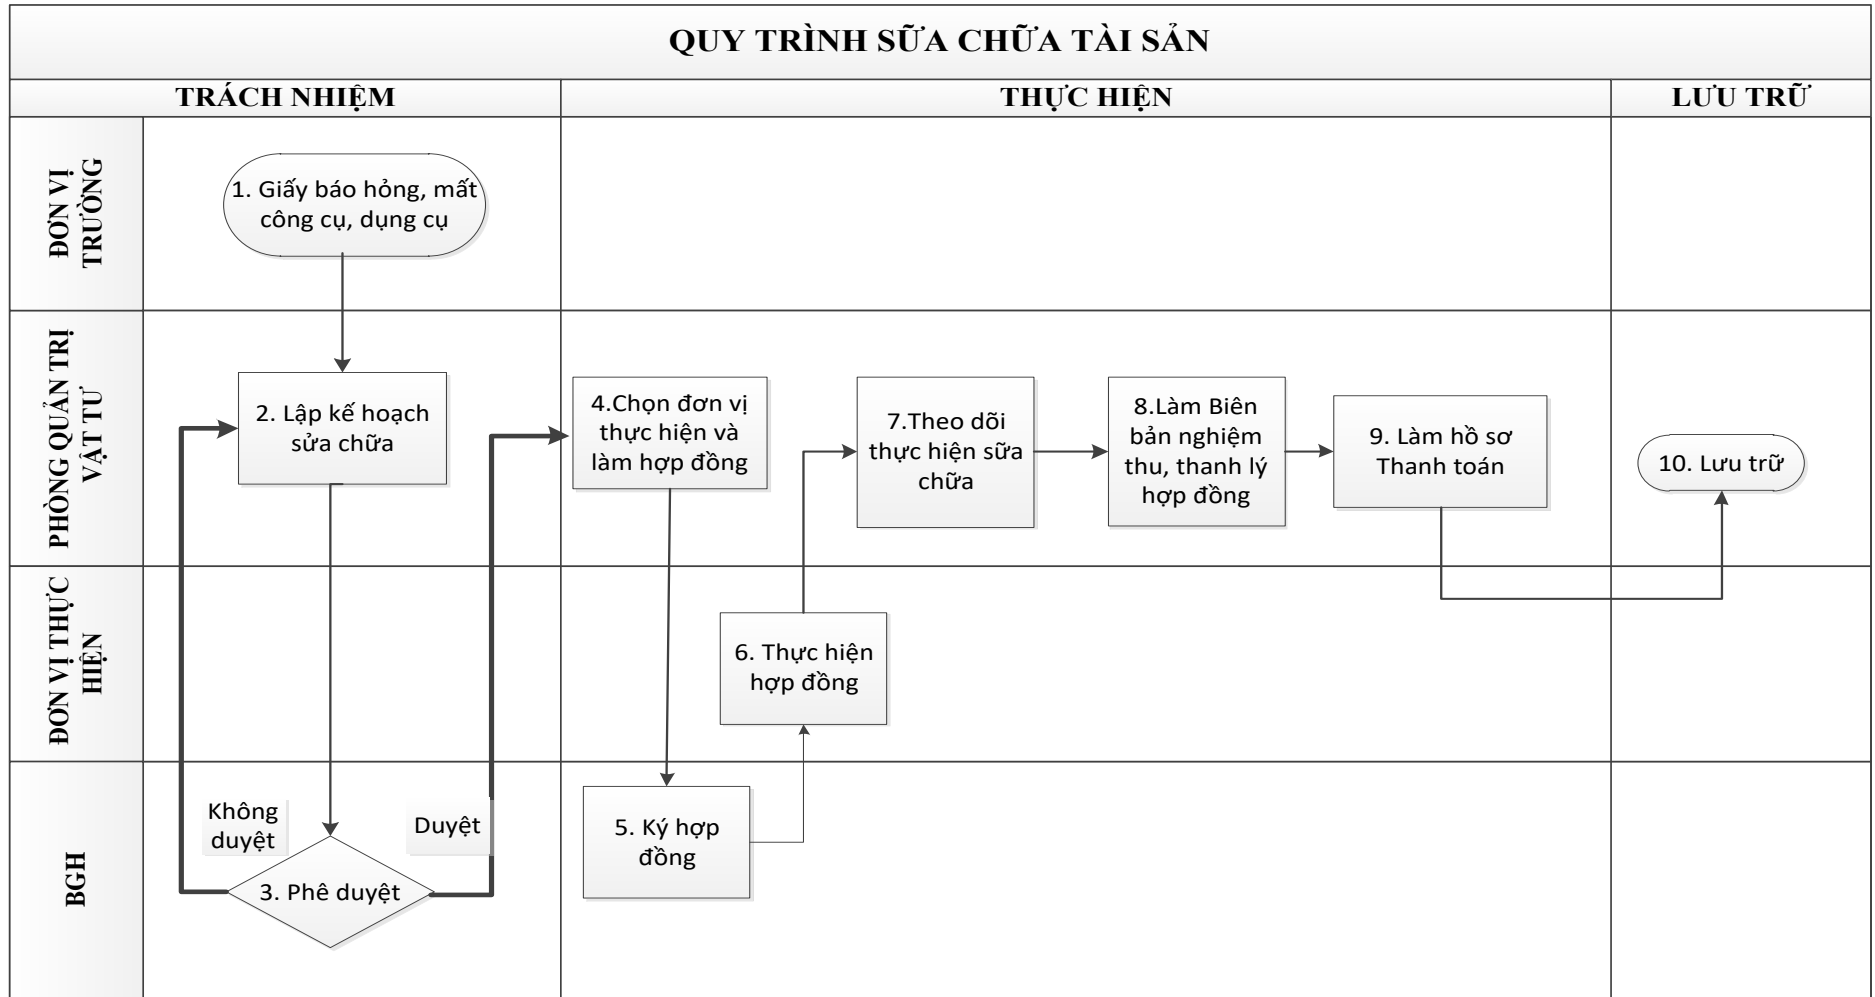 QUY TRÌNH SỮA CHỮA TÀI SẢN
TRÁCH NHIỆM
THỰC HIỆN
LƯU TRỮ
ĐƠN VỊ
TRƯỜNG
1. Giấy báo hỏng, mất
công cụ, dụng cụ
PHÒNG QUẢN TRỊ
VẬT TƯ
2. Lập kế hoạch
sửa chữa
4.Chọn đơn vị
thực hiện và
làm hợp đồng
7.Theo dõi
thực hiện sữa
chữa
8.Làm Biên
bản nghiệm
thu, thanh lý
hợp đồng
9. Làm hồ sơ
Thanh toán
10. Lưu trữ
ĐƠN VỊ THỰC
HIỆN
6. Thực hiện
hợp đồng
BGH
Không
duyệt
Duyệt
3. Phê duyệt
5. Ký hợp
đồng